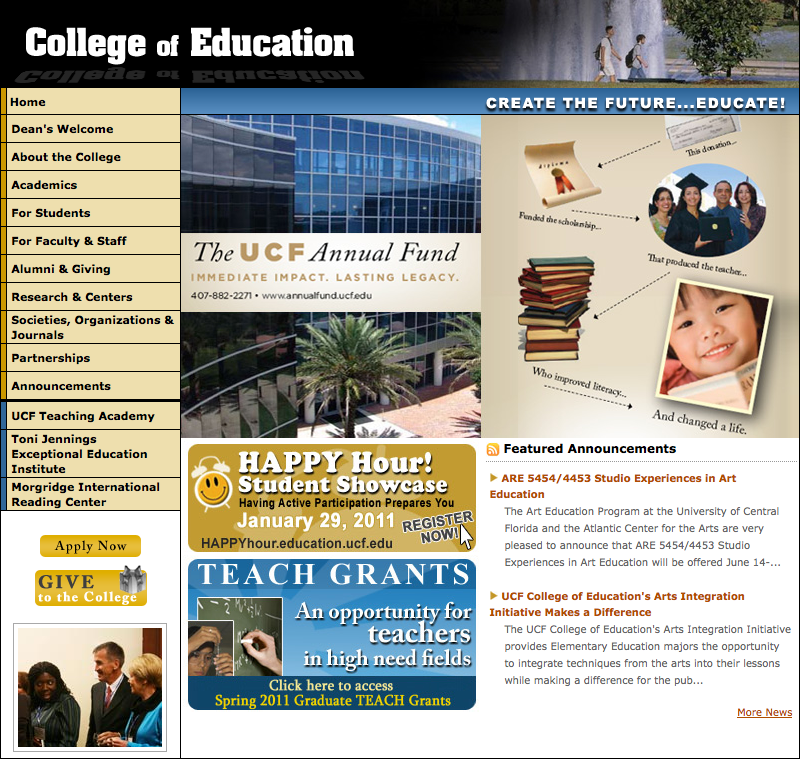 College of Education
CREATE THE FUTURE...EDUCATE!
Home
Dean's Welcome
About the College
Academics
For Students
For Faculty & Staff
Alumni & Giving
Research & Centers
Societies, Organizations &
Journals
Partnerships
Announcements
UCF Teaching Academy
Toni Jennings
Exceptional Education
Institute
Morgridge International
Reading Center
Apply Now
GIVE
to the College
The UCF Annual Fund
IMMEDIATE IMPACT. LASTING LEGACY.
407-882-2271 • www.annualfund.ucf.edu
This donation...
diploma
Funded the scholarship...
That produced the teacher...
Who improved literacy...
And changed a life.
HAPPY Hour!
Student Showcase
Having Active Participation Prepares You
January 29, 2011
REGISTER
NOW!
HAPPYhour.education.ucf.edu
TEACH GRANTS
An opportunity for
teachers
in high need fields
Click here to access
Spring 2011 Graduate TEACH Grants
Featured Announcements
ARE 5454/4453 Studio Experiences in Art
Education
The Art Education Program at the University of Central
Florida and the Atlantic Center for the Arts are very
pleased to announce that ARE 5454/4453 Studio
Experiences in Art Education will be offered June 14-...
UCF College of Education's Arts Integration
Initiative Makes a Difference
The UCF College of Education's Arts Integration Initiative
provides Elementary Education majors the opportunity
to integrate techniques from the arts into their lessons
while making a difference for the pub...
More News